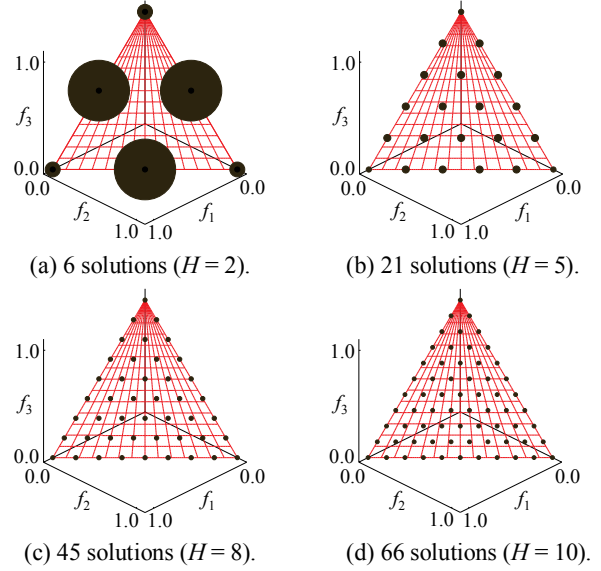 1.0
f3
0.0
0.0
0.0
f2
f1
1.0
1.0
(a) 6 solutions (H = 2).
1.0
f3
0.0
0.0
0.0
f2
f1
1.0
1.0
(b) 21 solutions (H = 5).
1.0
f3
0.0
0.0
0.0
f2
f1
1.0
1.0
(c) 45 solutions (H = 8).
1.0
f3
0.0
0.0
0.0
f2
f1
1.0
1.0
(d) 66 solutions (H = 10).